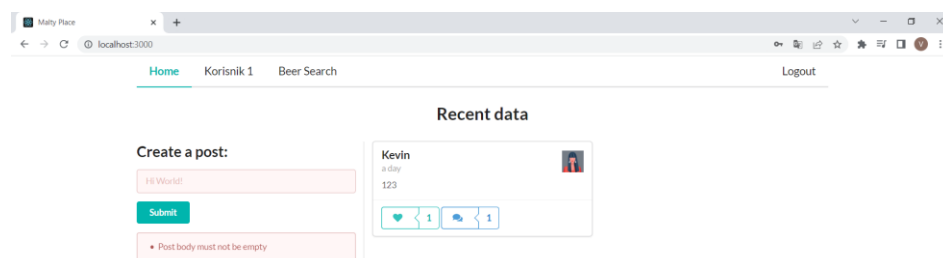 Malty Place
localhost:3000
V
Home Korisnik 1 Beer Search Logout
Recent data
Create a post:
Hi World!
Submit
• Post body must not be empty
Kevin
a day
123
1 1